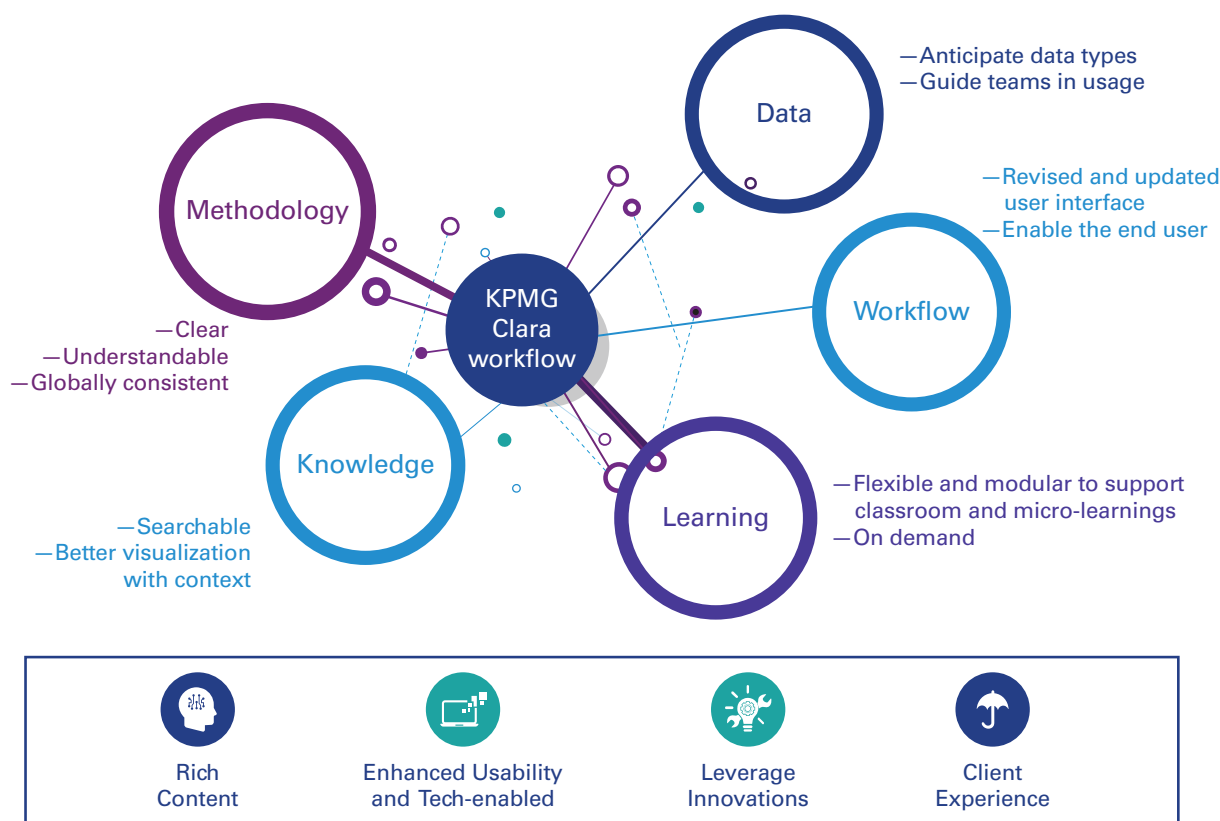 Methodology
—Clear
—Understandable
—Globally consistent
Data
—Anticipate data types
—Guide teams in usage
KPMG
Clara
workflow
Workflow
—Revised and updated
user interface
—Enable the end user
Knowledge
—Searchable
—Better visualization
with context
Learning
—Flexible and modular to support
classroom and micro-learnings
—On demand
Rich
Content
Enhanced Usability
and Tech-enabled
Leverage
Innovations
Client
Experience